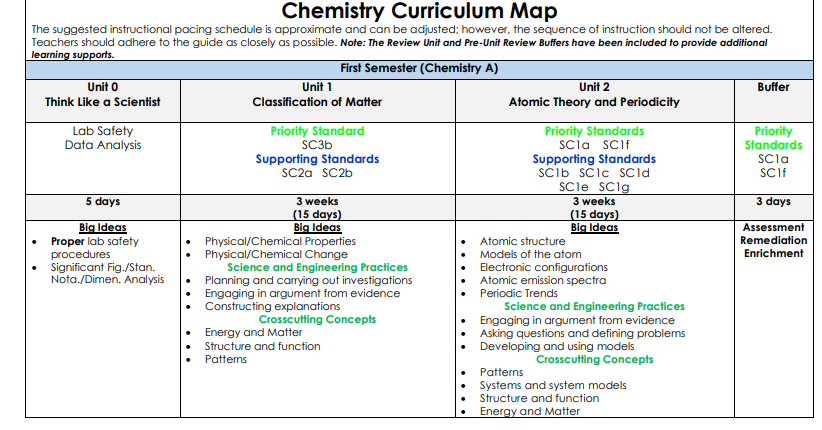 Chemistry Curriculum Map
The suggested instructional pacing schedule is approximate and can be adjusted; however, the sequence of instruction should not be altered.
Teachers should adhere to the guide as closely as possible. Note: The Review Unit and Pre-Unit Review Buffers have been included to provide additional
learning supports.
First Semester (Chemistry A)
Unit 0
Think Like a Scientist
Unit 1
Classification of Matter
Unit 2
Atomic Theory and Periodicity
Buffer
Lab Safety
Data Analysis
Priority Standard
SC3b
Supporting Standards
SC2a SC2b
Priority Standards
SC1a SC1f
Supporting Standards
SC1b SC1c SC1d
SC1e SC1g
Priority
Standards
SC1a
SC1f
5 days
3 weeks
(15 days)
3 weeks
(15 days)
3 days
Big Ideas
• Proper lab safety
procedures
• Significant Fig./Stan.
Nota./Dimen. Analysis
Big Ideas
• Physical/Chemical Properties
• Physical/Chemical Change
Science and Engineering Practices
• Planning and carrying out investigations
• Engaging in argument from evidence
• Constructing explanations
Crosscutting Concepts
• Energy and Matter
• Structure and function
• Patterns
Big Ideas
• Atomic structure
• Models of the atom
• Electronic configurations
• Atomic emission spectra
• Periodic Trends
Science and Engineering Practices
• Engaging in argument from evidence
• Asking questions and defining problems
• Developing and using models
Crosscutting Concepts
• Patterns
• Systems and system models
• Structure and function
• Energy and Matter
Assessment
Remediation
Enrichment